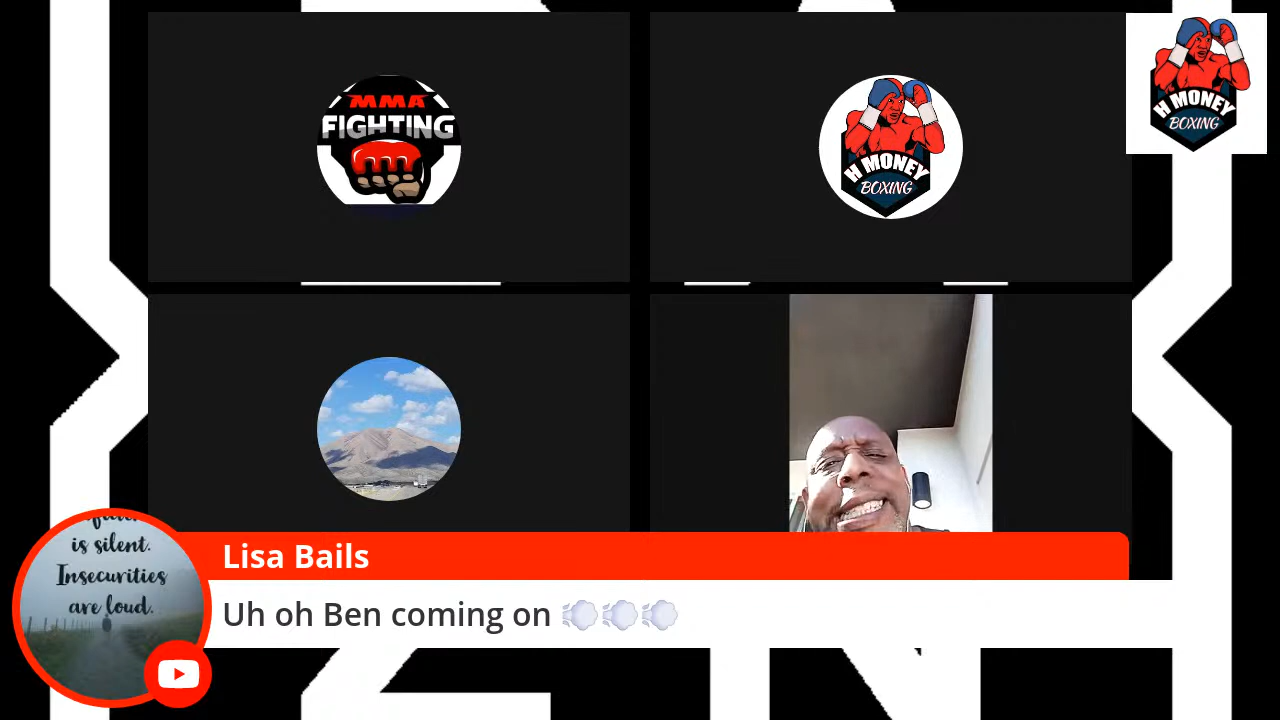 MMA
FIGHTING
H MONEY
BOXING
H MONEY
BOXING
is silent.
Insecurities
are loud.
Lisa Bails
Uh oh Ben coming on 💨💨💨